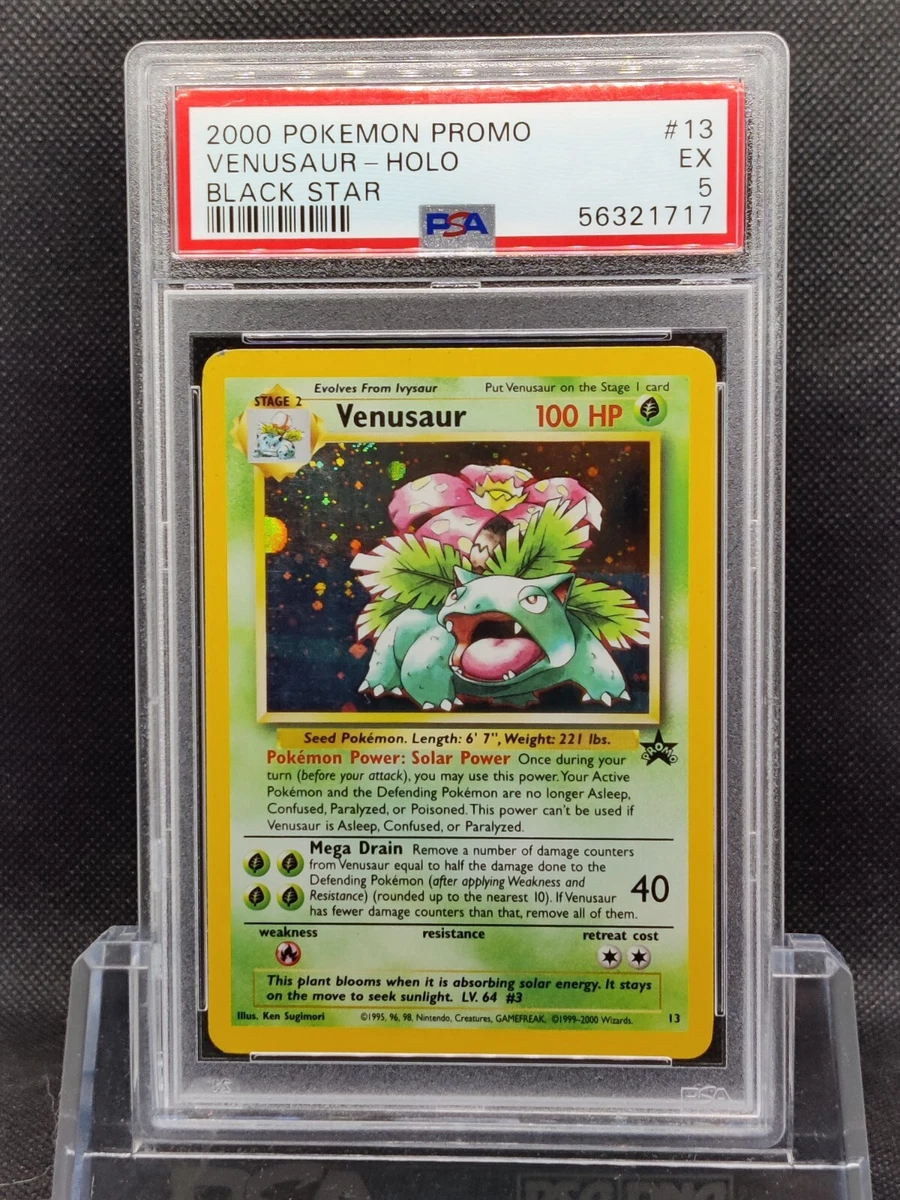 2000 POKEMON PROMO #13
VENUSAUR - HOLO EX
BLACK STAR 5
PSA 56321717
Evolves From Ivysaur Put Venusaur on the Stage 1 card
STAGE 2 Venusaur 100 HP
Seed Pokémon. Length: 6' 7", Weight: 221 lbs.
PROMO
Pokémon Power: Solar Power Once during your
turn (before your attack), you may use this power. Your Active
Pokémon and the Defending Pokémon are no longer Asleep,
Confused, Paralyzed, or Poisoned. This power can't be used if
Venusaur is Asleep, Confused, or Paralyzed.
Mega Drain Remove a number of damage counters
from Venusaur equal to half the damage done to the
Defending Pokémon (after applying Weakness and
Resistance) (rounded up to the nearest 10). If Venusaur 40
has fewer damage counters than that, remove all of them.
weakness resistance retreat cost
This plant blooms when it is absorbing solar energy. It stays
on the move to seek sunlight. LV. 64 #3
Illus. Ken Sugimori ©1995, 96, 98, Nintendo, Creatures, GAMEFREAK. ©1999-2000 Wizards. 13
PSA